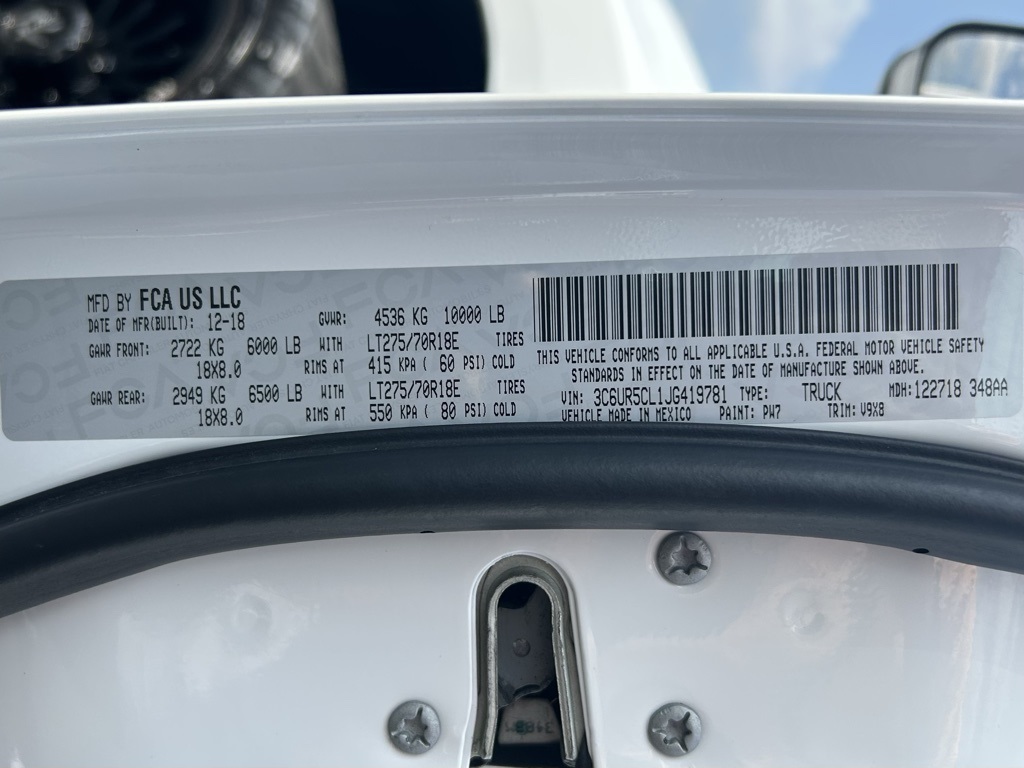 MFD BY FCA US LLC
DATE OF MFR(BUILT): 12-18 GVWR: 4536 KG 10000 LB
GAWR FRONT: 2722 KG 6000 LB WITH LT275/70R18E TIRES
18X8.0 RIMS AT 415 KPA ( 60 PSI) COLD
GAWR REAR: 2949 KG 6500 LB WITH LT275/70R18E TIRES
18X8.0 RIMS AT 550 KPA ( 80 PSI) COLD
THIS VEHICLE CONFORMS TO ALL APPLICABLE U.S.A. FEDERAL MOTOR VEHICLE SAFETY
STANDARDS IN EFFECT ON THE DATE OF MANUFACTURE SHOWN ABOVE.
VIN: 3C6UR5CL1JG419781 TYPE: TRUCK MDH: 122718 348AA
VEHICLE MADE IN MEXICO PAINT: PW7 TRIM: V9X8